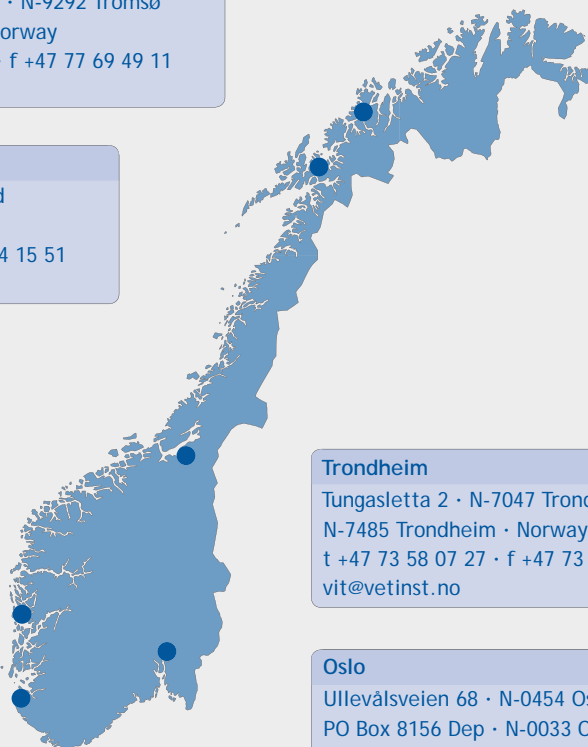 · N-9292 Tromsø
orway
f +47 77 69 49 11
4 15 51
Trondheim
Tungasletta 2 · N-7047 Trond
N-7485 Trondheim · Norway
t +47 73 58 07 27 · f +47 73
vit@vetinst.no
Oslo
Ullevålsveien 68 · N-0454 Os
PO Box 8156 Dep · N-0033 O